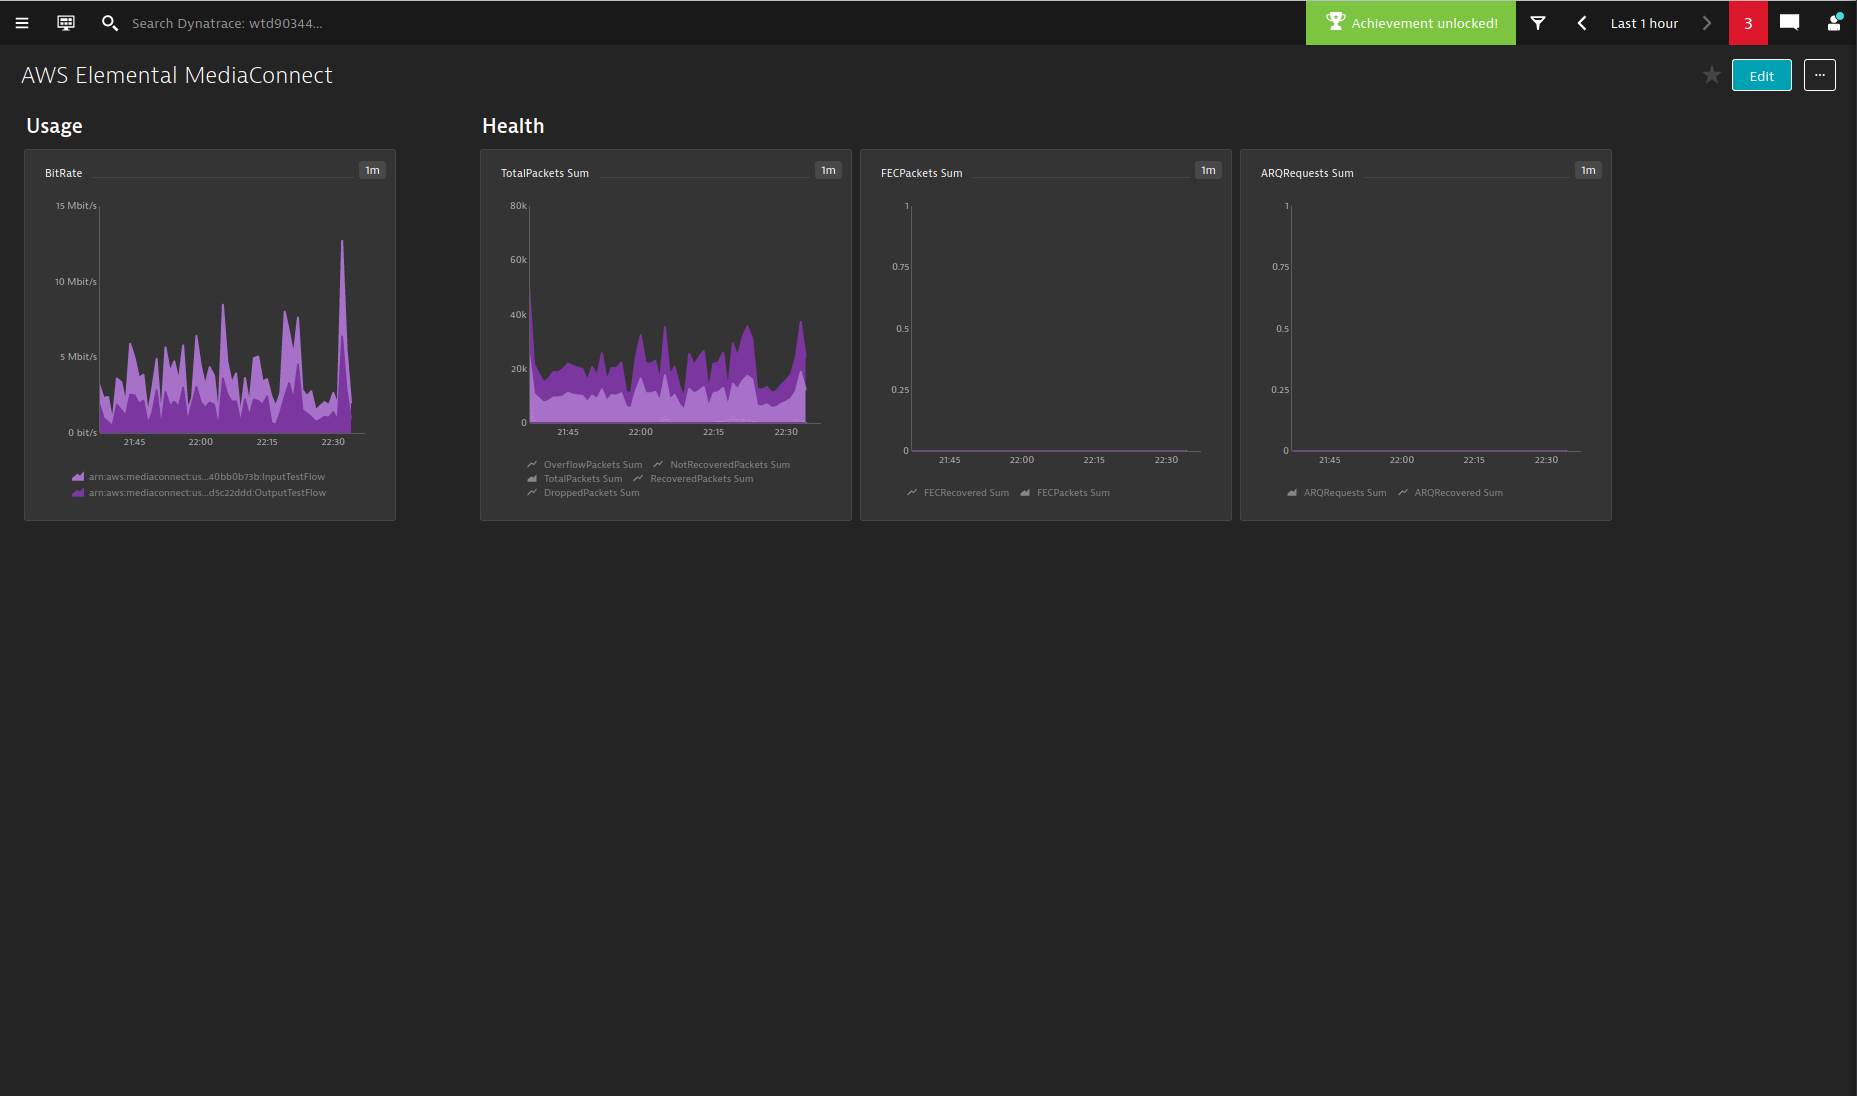 Search Dynatrace: wtd90344...
Achievement unlocked!
Last 1 hour
3
AWS Elemental MediaConnect
Edit
...
Usage
Health
BitRate
1m
15 Mbit/s
10 Mbit/s
5 Mbit/s
0 bit/s
21:45 22:00 22:15 22:30
arn:aws:mediaconnect:us...40bb0b73b:InputTestFlow
arn:aws:mediaconnect:us...d5c22ddd:OutputTestFlow
TotalPackets Sum
1m
80k
60k
40k
20k
0
21:45 22:00 22:15 22:30
OverflowPackets Sum NotRecoveredPackets Sum
TotalPackets Sum RecoveredPackets Sum
DroppedPackets Sum
FECPackets Sum
1m
1
0.75
0.5
0.25
0
21:45 22:00 22:15 22:30
FECRecovered Sum FECPackets Sum
ARQRequests Sum
1m
1
0.75
0.5
0.25
0
21:45 22:00 22:15 22:30
ARQRequests Sum ARQRecovered Sum